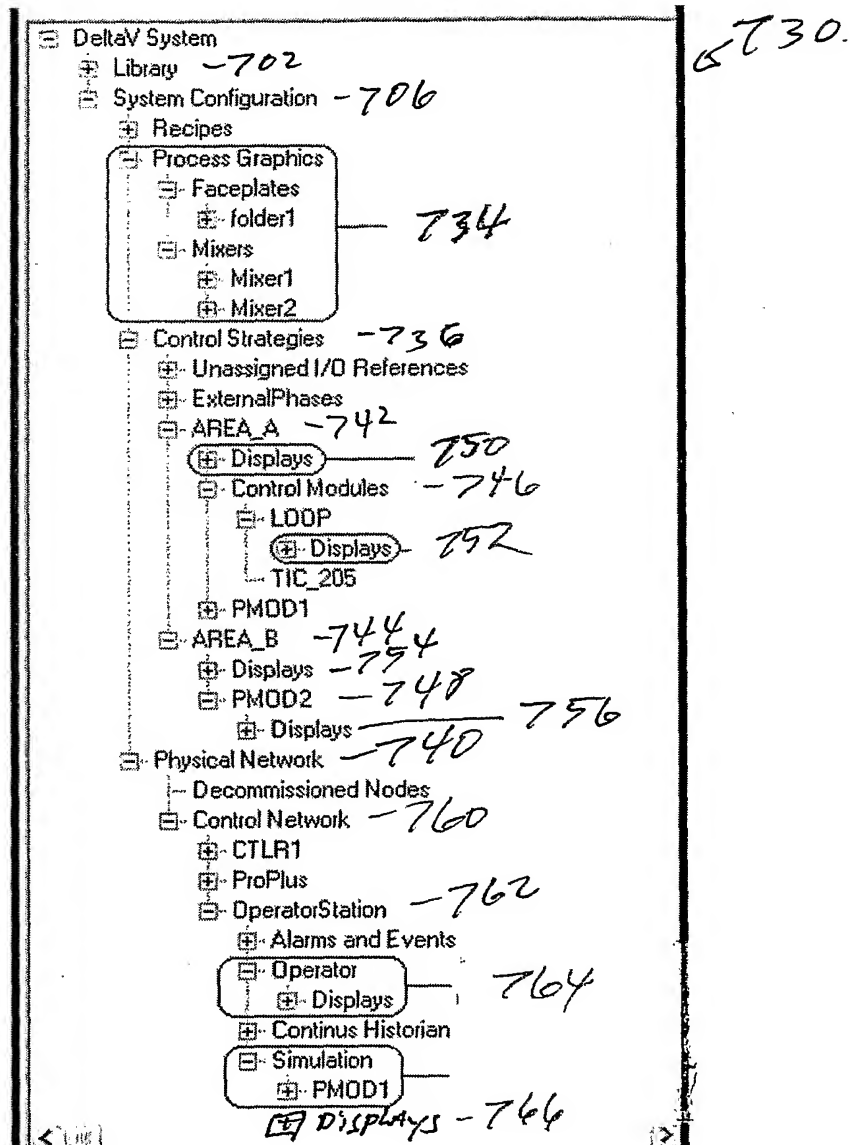 730.
DeltaV System
Library - 702
System Configuration - 706
Recipes
Process Graphics
Faceplates
folder1
734
Mixers
Mixer1
Mixer2
Control Strategies - 736
Unassigned I/O References
ExternalPhases
AREA_A - 742
Displays 750
Control Modules - 746
LOOP
Displays 752
TIC_205
PMOD1
AREA_B - 744
Displays - 754
PMOD2 - 748
Displays 756
Physical Network - 740
Decommissioned Nodes
Control Network - 760
CTLR1
ProPlus
OperatorStation - 762
Alarms and Events
Operator
Displays 764
Continus Historian
Simulation
PMOD1
DISPLAYS - 766